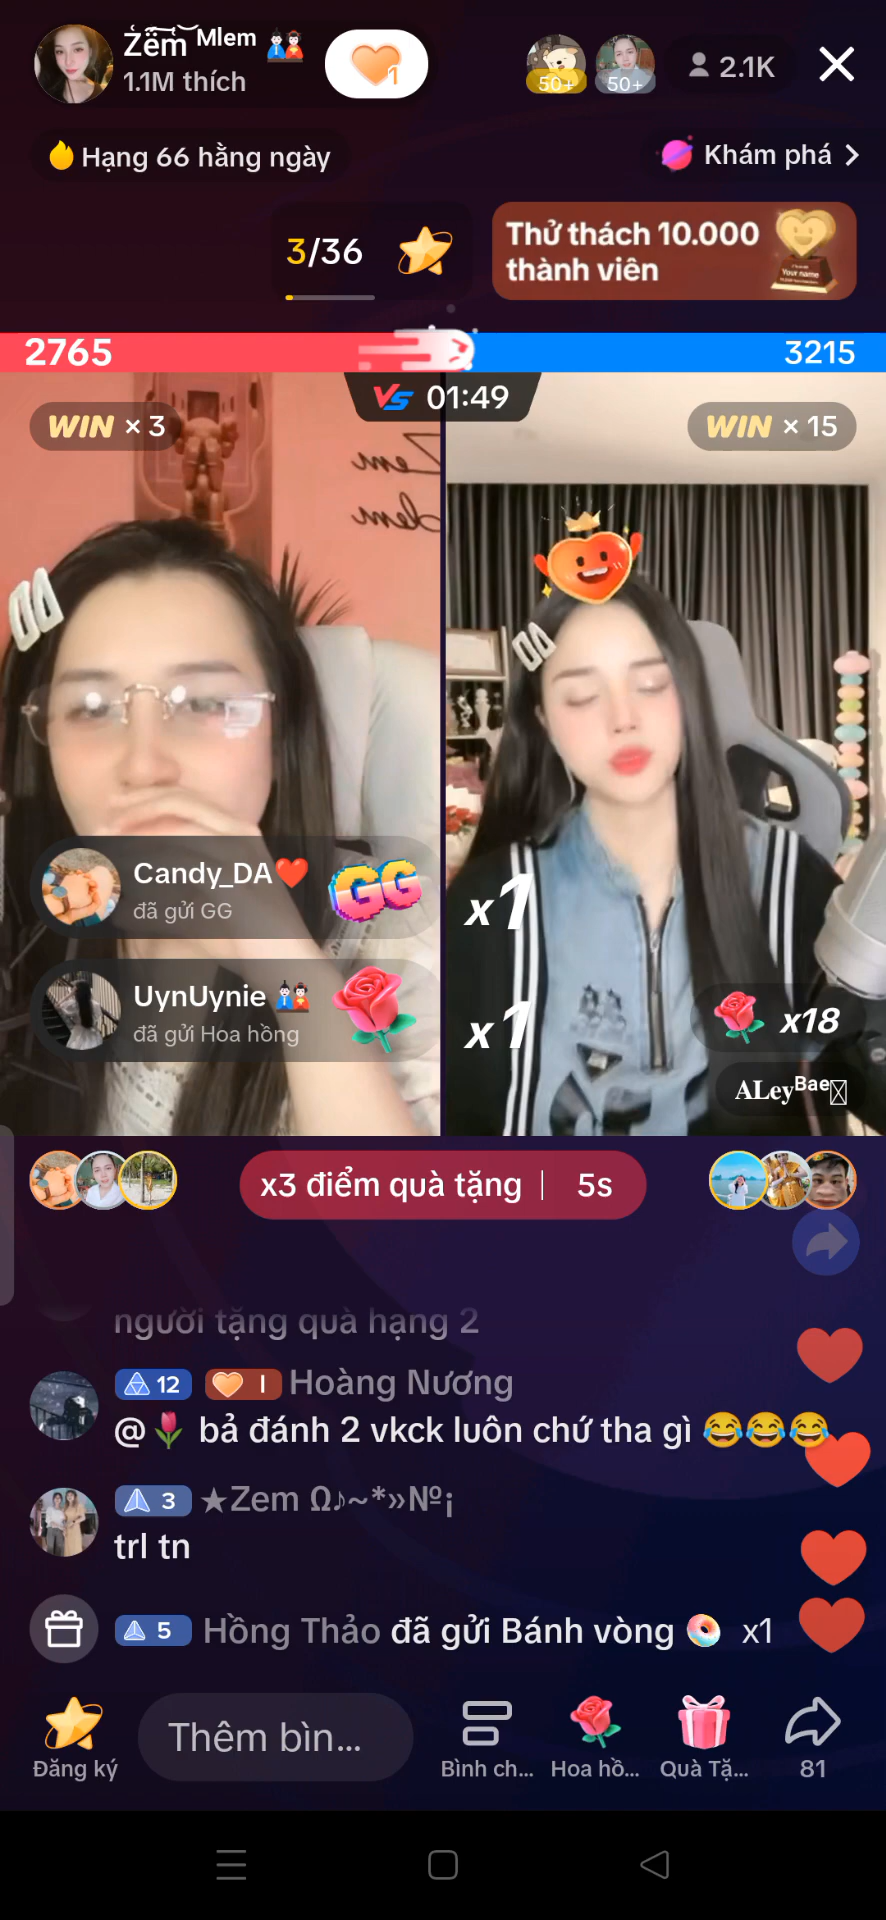 Zem Mlem 🎎
1.1M thích
1
50+
50+
2.1K
Hạng 66 hằng ngày
Khám phá
3/36
Thử thách 10.000
thành viên
Your name
2765
3215
VS 01:49
WIN × 3
WIN × 15
Zem
Candy_DA❤️
đã gửi GG
GG
x1
UynUynie 🎎
đã gửi Hoa hồng
x1
x18
ALeyBae
x3 điểm quà tặng | 5s
người tặng quà hạng 2
12 I Hoàng Nương
@🌷 bả đánh 2 vkck luôn chứ tha gì 😂😂😂
3 ★Zem Ω♪~*»№¡
trl tn
5 Hồng Thảo đã gửi Bánh vòng 🍩 x1
Thêm bìn...
Đăng ký
Bình ch...
Hoa hồ...
Quà Tặ...
81